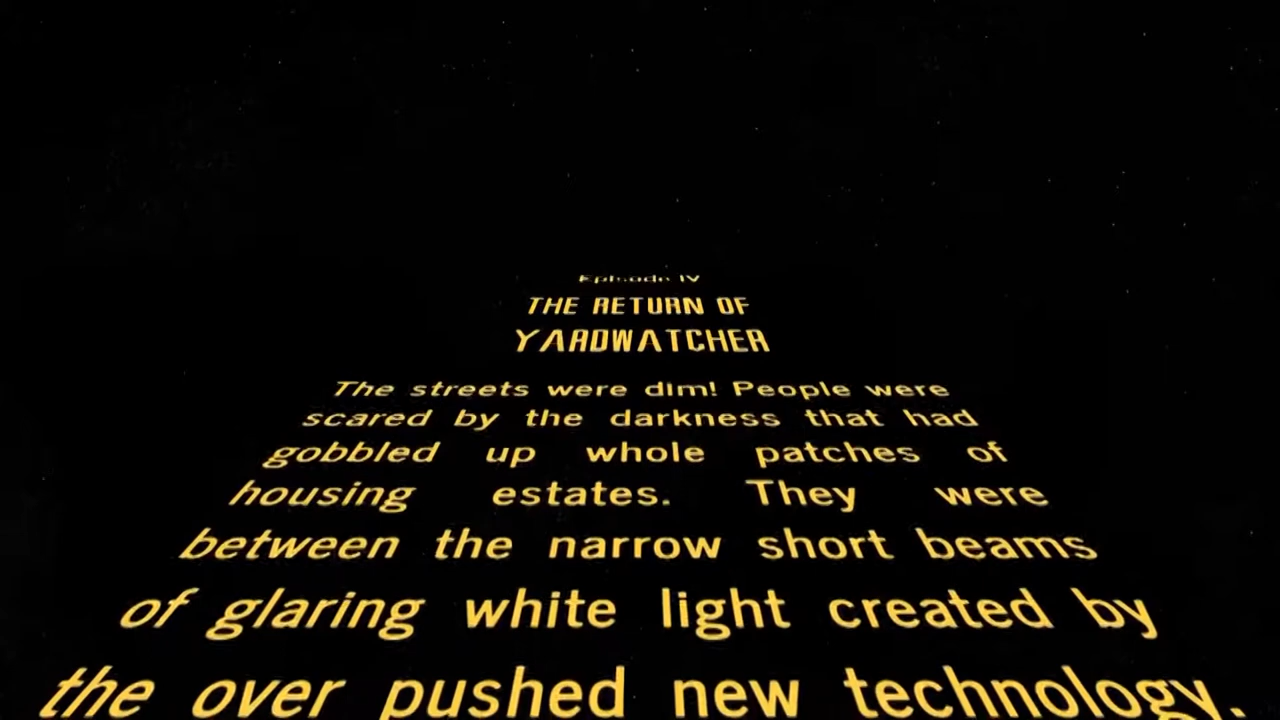 Episode IV
THE RETURN OF
YARDWATCHER
The streets were dim! People were
scared by the darkness that had
gobbled up whole patches of
housing estates. They were
between the narrow short beams
of glaring white light created by
the over pushed new technology.